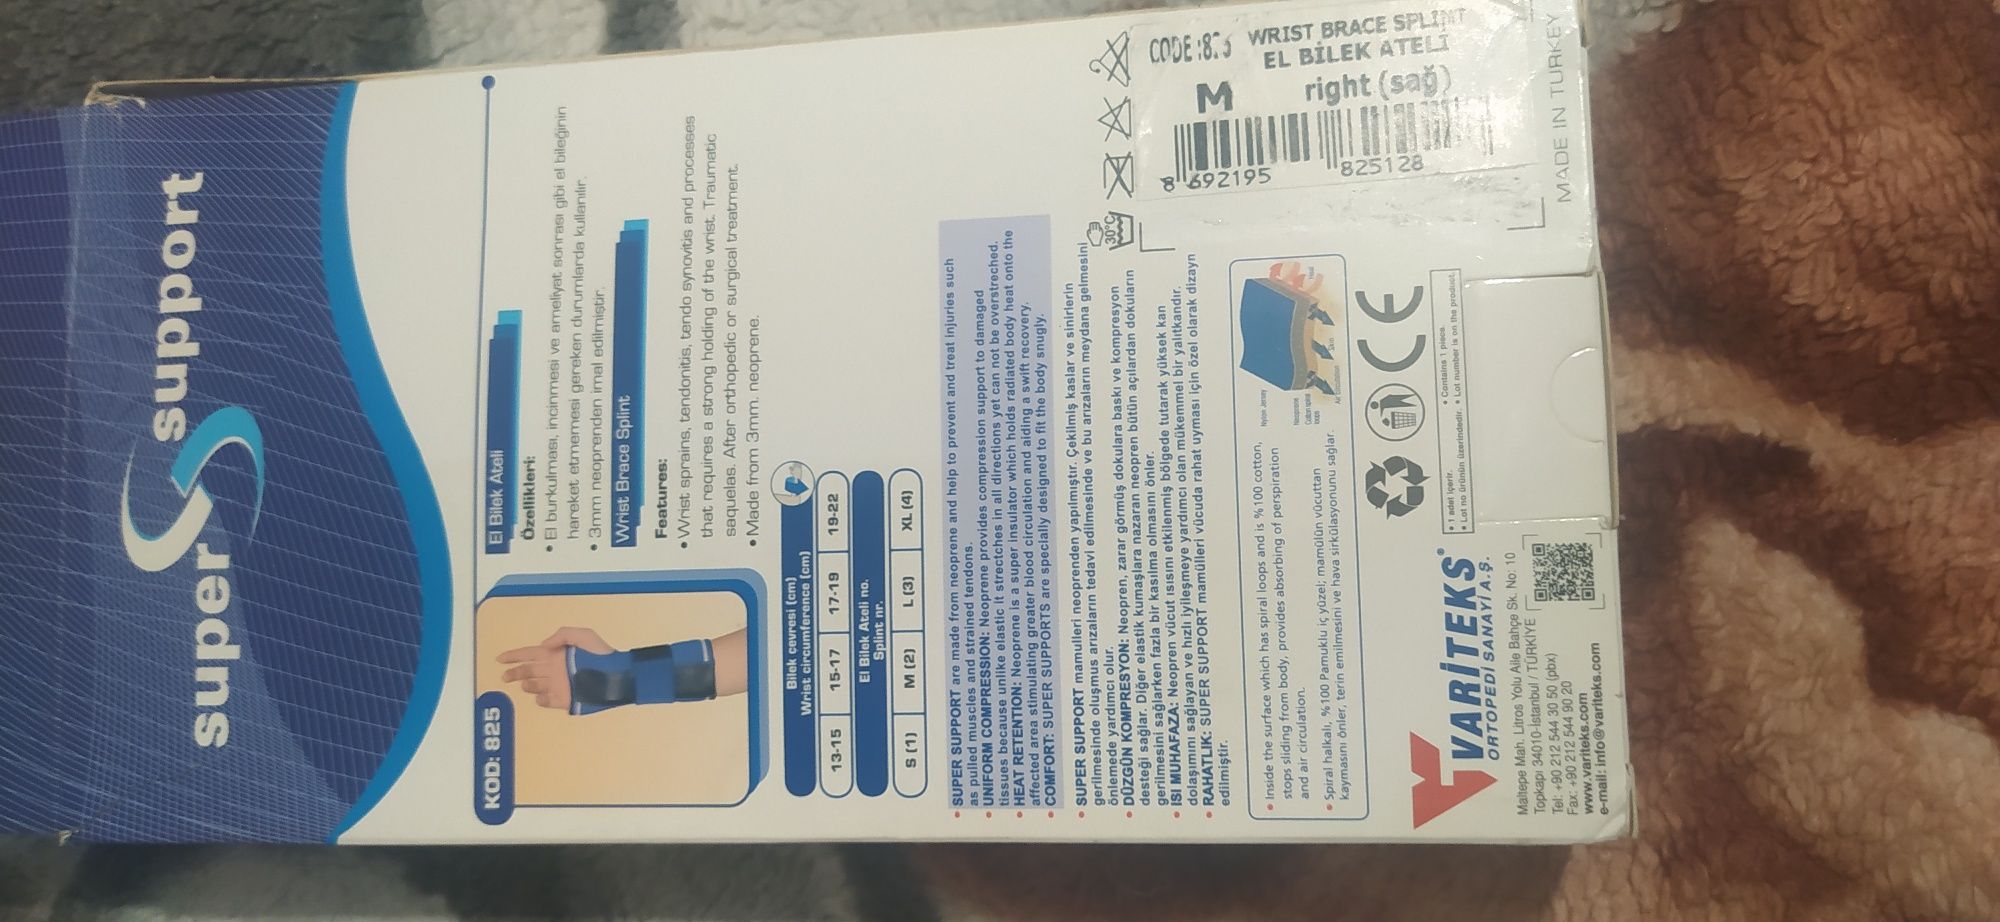 super support
KOD: 825
El Bilek Ateli
Özellikleri:
• El burkulması, incinmesi ve ameliyat sonrası gibi el bileğinin
hareket etmemesi gereken durumlarda kullanılır.
• 3mm neoprenden imal edilmiştir.
Wrist Brace Splint
Features:
• Wrist sprains, tendonitis, tendo synovitis and processes
that requires a strong holding of the wrist. Traumatic
saquelas. After orthopedic or surgical treatment.
• Made from 3mm. neoprene.
Bilek cevresi (cm)
Wrist circumference (cm)
13-15 15-17 17-19 19-22
El Bilek Ateli no.
Splint nr.
S (1) M (2) L (3) XL (4)
• SUPER SUPPORT are made from neoprene and help to prevent and treat injuries such
as pulled muscles and strained tendons.
• UNIFORM COMPRESSION: Neoprene provides compression support to damaged
tissues because unlike elastic it stretches in all directions yet can not be overstreched.
• HEAT RETENTION: Neoprene is a super insulator which holds radiated body heat onto the
affected area stimulating greater blood circulation and aiding a swift recovery.
• COMFORT: SUPER SUPPORTS are specially designed to fit the body snugly.
• SUPER SUPPORT mamulleri neoprenden yapılmıştır. Çekilmiş kaslar ve sinirlerin
gerilmesinde oluşmuş arızaların tedavi edilmesinde ve bu arızaların meydana gelmesini
önlemede yardımcı olur.
• DÜZGÜN KOMPRESYON: Neopren, zarar görmüş dokulara baskı ve kompresyon
desteği sağlar. Diğer elastik kumaşlara nazaran neopren bütün açılardan dokuların
gerilmesini sağlarken fazla bir kasılma olmasını önler.
• ISI MUHAFAZA: Neopren vücut ısısını etkilenmiş bölgede tutarak yüksek kan
dolaşımını sağlayan ve hızlı iyileşmeye yardımcı olan mükemmel bir yalıtkandır.
• RAHATLIK: SUPER SUPPORT mamülleri vücuda rahat uyması için özel olarak dizayn
edilmiştir.
30°C
• Inside the surface which has spiral loops and is %100 cotton,
stops sliding from body, provides absorbing of perspiration
and air circulation.
• Spiral halkalı, %100 Pamuklu iç yüzel; mamülün vücuttan
kaymasını önler, terin emilmesini ve hava sirkülasyonunu sağlar.
Nylon Jersey
Neoprene
Cotton spiral
loops
Air circulation
Skin
Heat
CE
VARİTEKS®
ORTOPEDİ SANAYİ A.Ş.
• 1 adet içerir. • Contains 1 piece.
• Lot no ürünün üzerindedir. • Lot number is on the product.
Maltepe Mah. Litros Yolu Aile Bahçe Sk. No: 10
Topkapı 34010-İstanbul / TÜRKİYE
Tel: +90 212 544 30 50 (pbx)
Fax: +90 212 544 90 20
www.variteks.com
e-mail: info@variteks.com
CODE: WRIST BRACE SPLINT
EL BİLEK ATELİ
M right (sağ)
8 692195 825128
MADE IN TURKEY